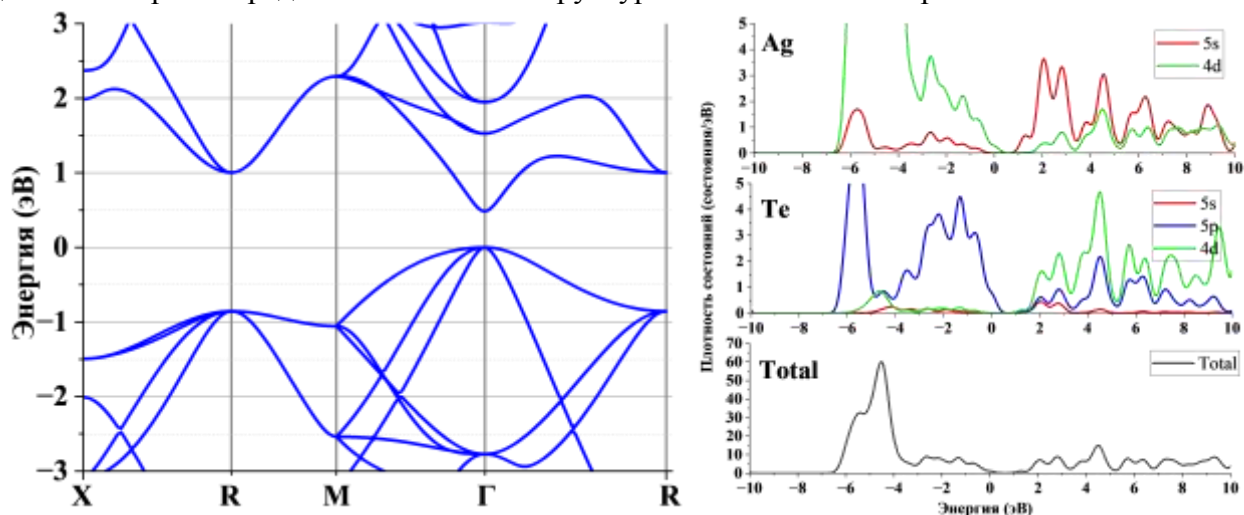 3
2
1
0
−1
−2
−3
Энергия (эВ)
X R M Γ R
Плотность состояний (состояния/эВ)
Ag
5s
4d
5
4
3
2
1
0
−10 −8 −6 −4 −2 0 2 4 6 8 10
Te
5s
5p
4d
5
4
3
2
1
0
−10 −8 −6 −4 −2 0 2 4 6 8 10
Total
Total
70
60
50
40
30
20
10
0
−10 −8 −6 −4 −2 0 2 4 6 8 10
Энергия (эВ)